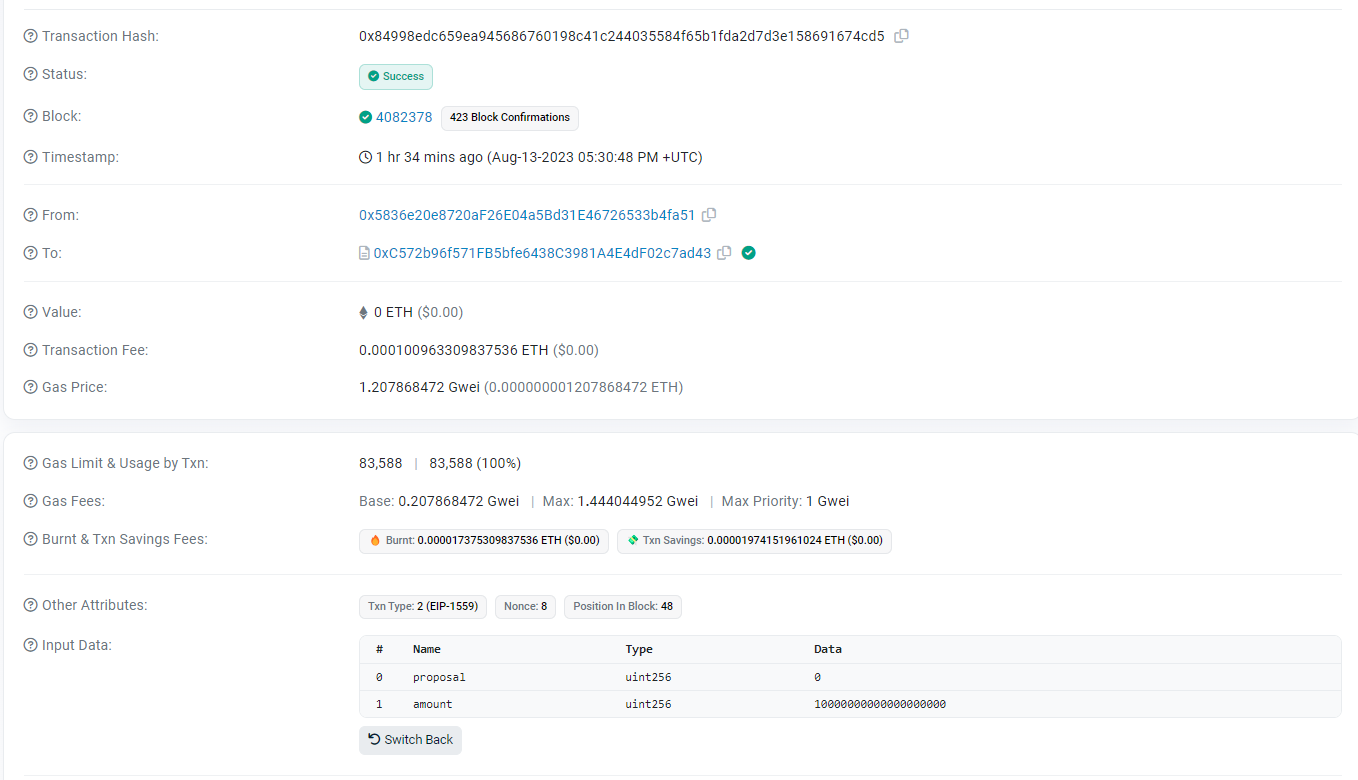 Transaction Hash: 0x84998edc659ea945686760198c41c244035584f65b1fda2d7d3e158691674cd5
Status: Success
Block: 4082378 423 Block Confirmations
Timestamp: 1 hr 34 mins ago (Aug-13-2023 05:30:48 PM +UTC)
From: 0x5836e20e8720aF26E04a5Bd31E46726533b4fa51
To: 0xC572b96f571FB5bfe6438C3981A4E4dF02c7ad43
Value: 0 ETH ($0.00)
Transaction Fee: 0.000100963309837536 ETH ($0.00)
Gas Price: 1.207868472 Gwei (0.000000001207868472 ETH)
Gas Limit & Usage by Txn: 83,588 | 83,588 (100%)
Gas Fees: Base: 0.207868472 Gwei | Max: 1.444044952 Gwei | Max Priority: 1 Gwei
Burnt & Txn Savings Fees: Burnt: 0.000017375309837536 ETH ($0.00) Txn Savings: 0.00001974151961024 ETH ($0.00)
Other Attributes: Txn Type: 2 (EIP-1559) Nonce: 8 Position In Block: 48
Input Data: # Name Type Data
0 proposal uint256 0
1 amount uint256 10000000000000000000
Switch Back